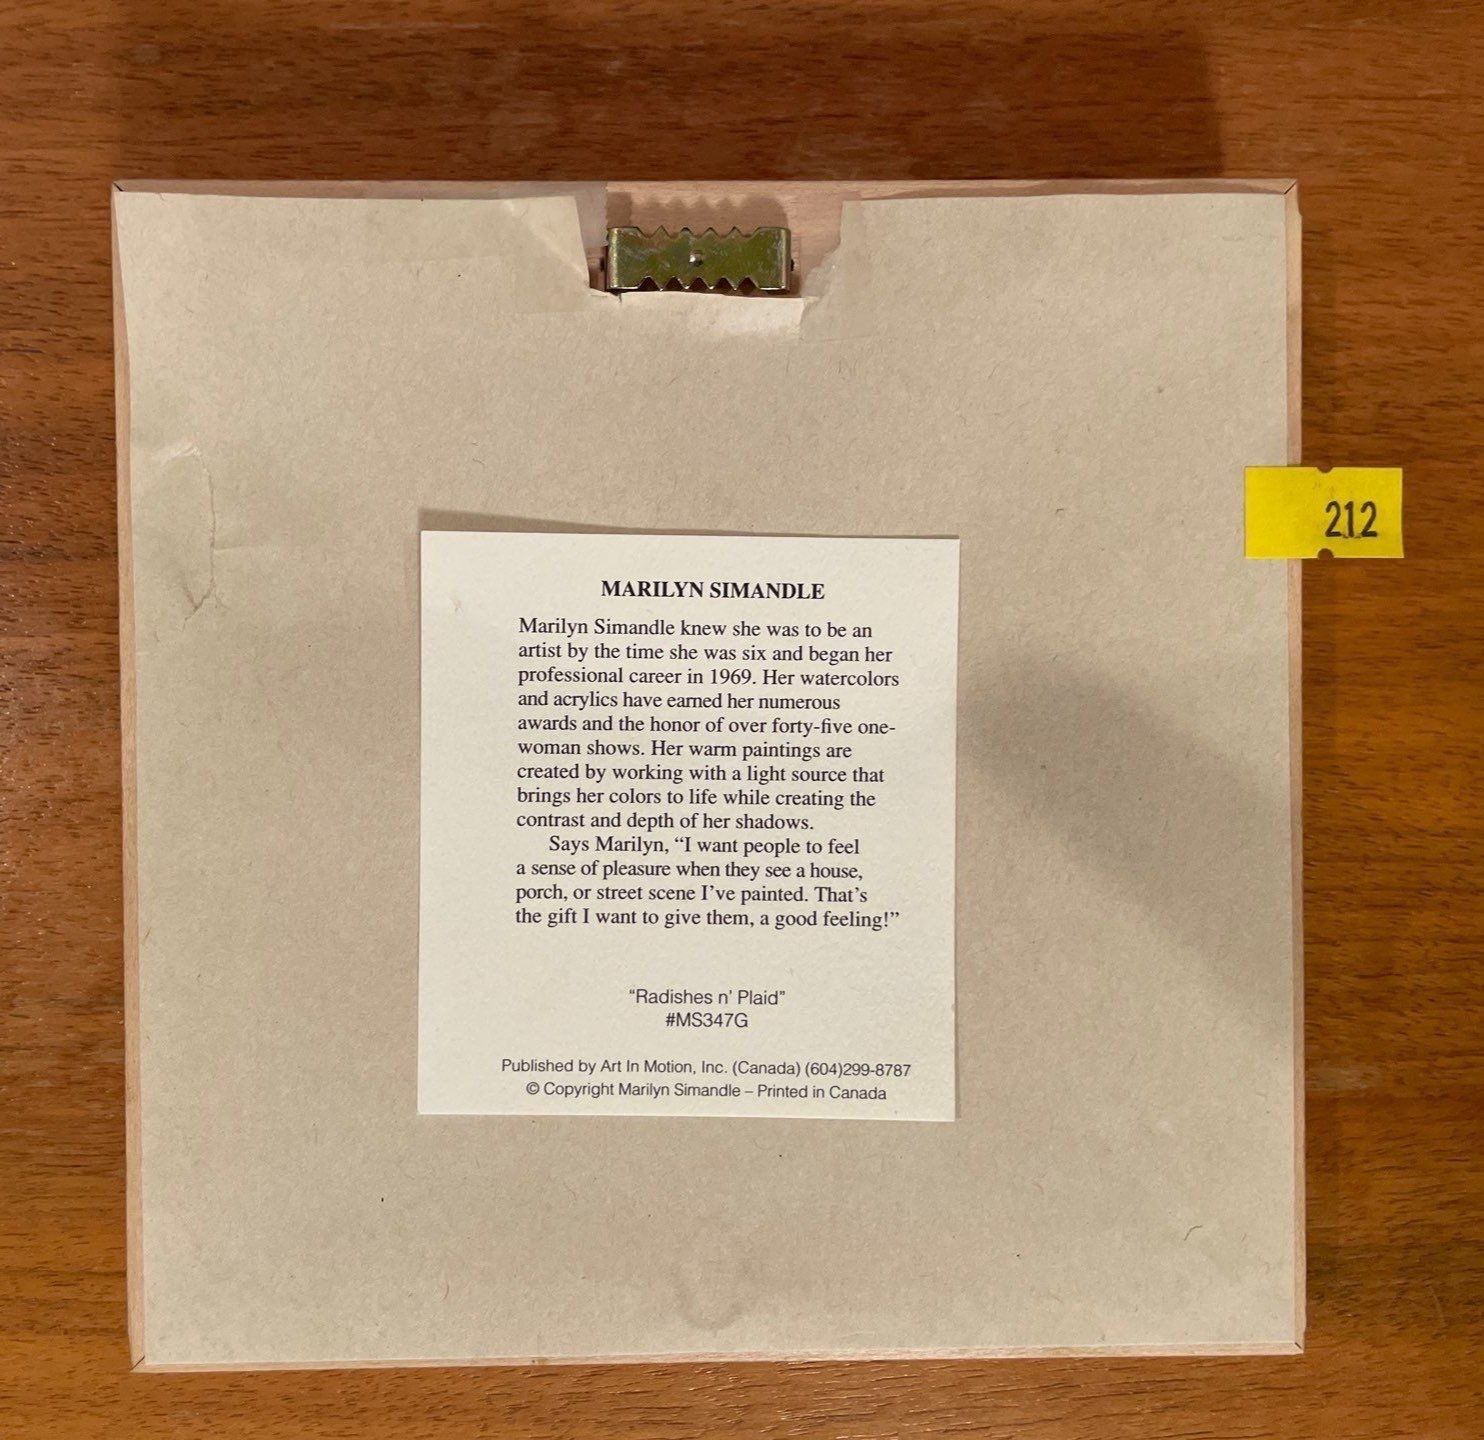 212
MARILYN SIMANDLE
Marilyn Simandle knew she was to be an
artist by the time she was six and began her
professional career in 1969. Her watercolors
and acrylics have earned her numerous
awards and the honor of over forty-five one-
woman shows. Her warm paintings are
created by working with a light source that
brings her colors to life while creating the
contrast and depth of her shadows.
Says Marilyn, “I want people to feel
a sense of pleasure when they see a house,
porch, or street scene I’ve painted. That’s
the gift I want to give them, a good feeling!”
“Radishes n’ Plaid”
#MS347G
Published by Art In Motion, Inc. (Canada) (604)299-8787
© Copyright Marilyn Simandle – Printed in Canada